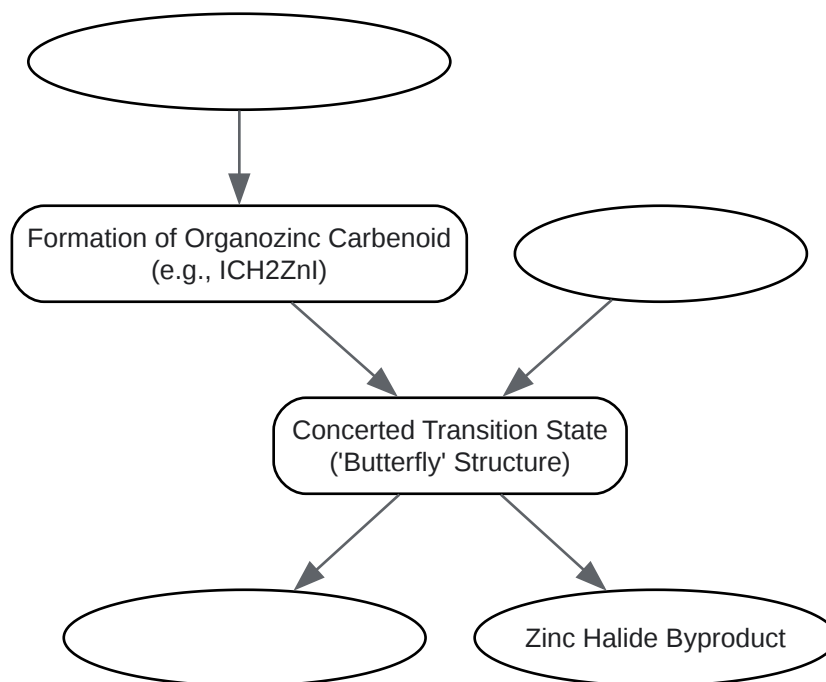 Formation of Organozinc Carbenoid
(e.g., ICH2ZnI)
Concerted Transition State
('Butterfly' Structure)
Zinc Halide Byproduct